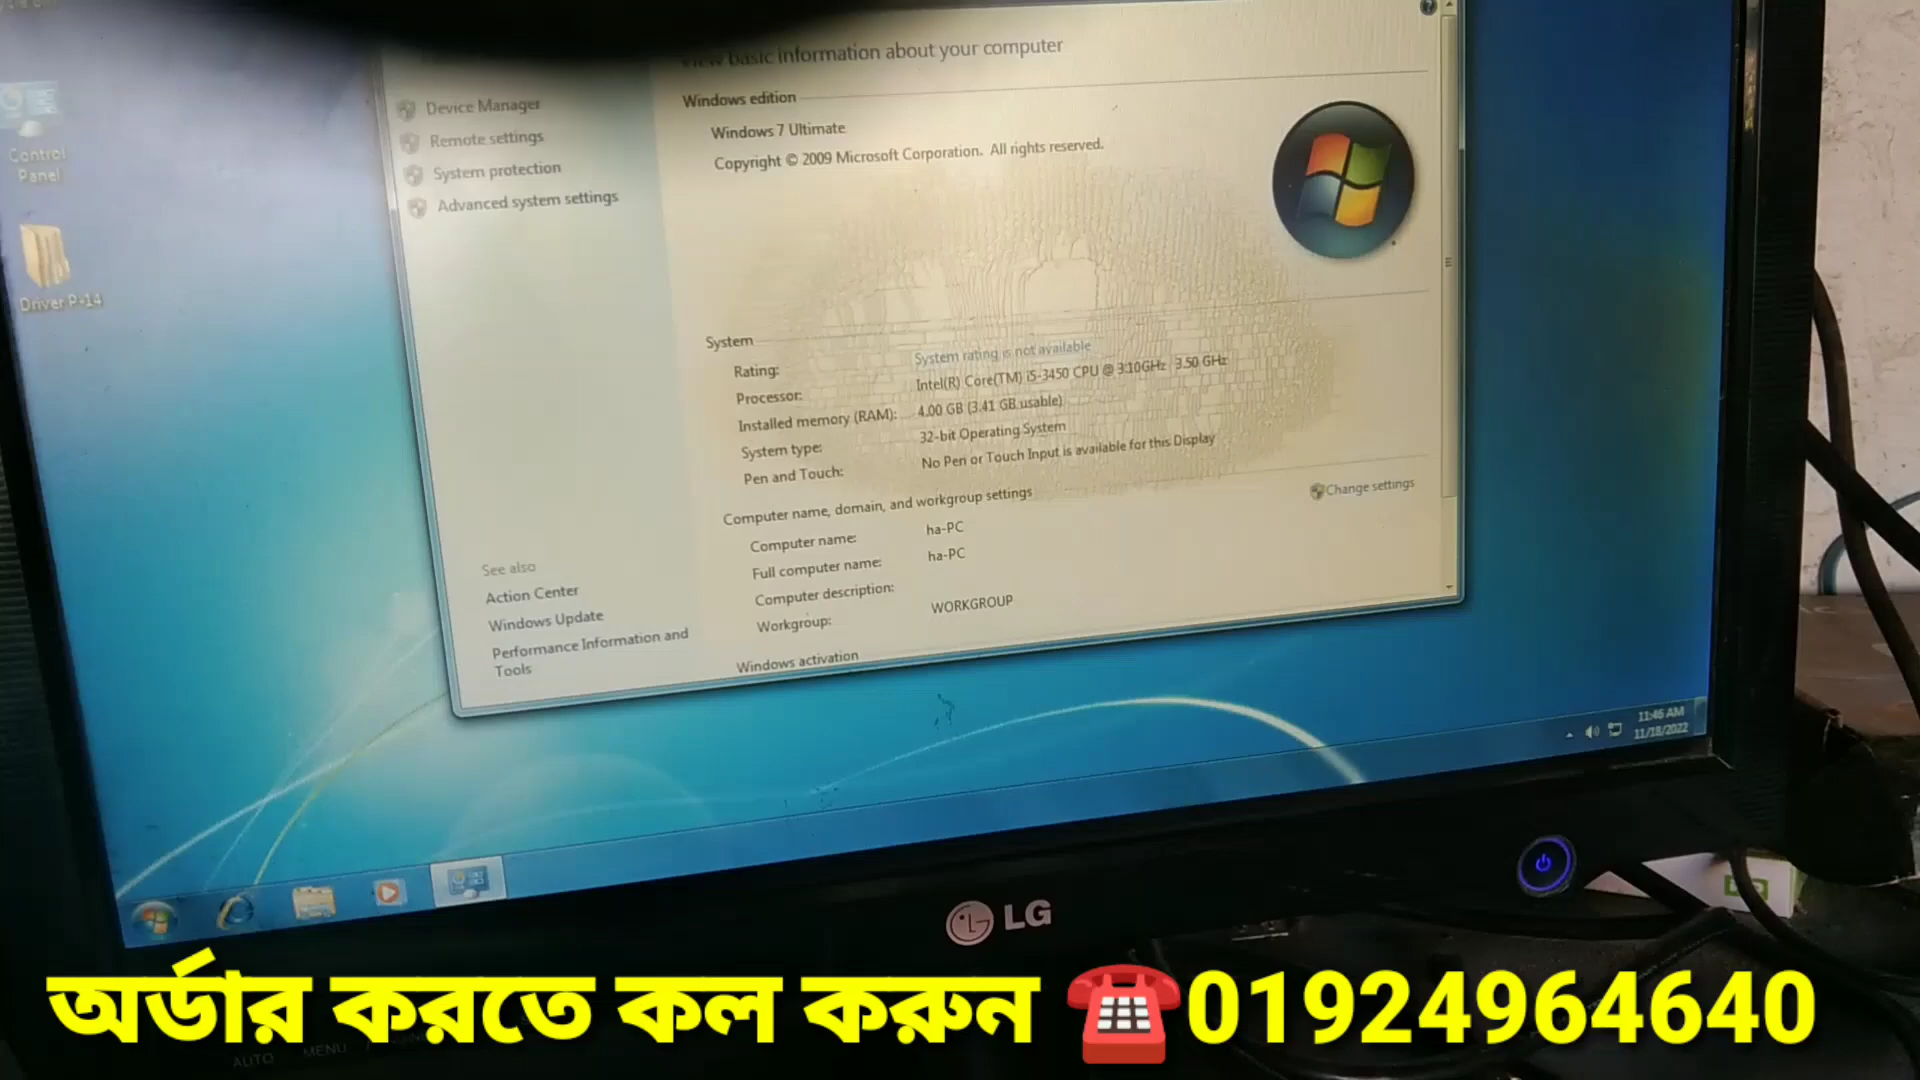 View basic information about your computer
Device Manager
Remote settings
System protection
Advanced system settings
Windows edition
Windows 7 Ultimate
Copyright © 2009 Microsoft Corporation. All rights reserved.
Control
Panel
Driver P-14
System
Rating: System rating is not available
Processor: Intel(R) Core(TM) i5-3450 CPU @ 3.10GHz 3.50 GHz
Installed memory (RAM): 4.00 GB (3.41 GB usable)
System type: 32-bit Operating System
Pen and Touch: No Pen or Touch Input is available for this Display
Computer name, domain, and workgroup settings
Change settings
Computer name: ha-PC
Full computer name: ha-PC
Computer description:
Workgroup: WORKGROUP
Windows activation
See also
Action Center
Windows Update
Performance Information and
Tools
11:46 AM
11/18/2022
LG
অর্ডার করতে কল করুন ☎01924964640
AUTO MENU